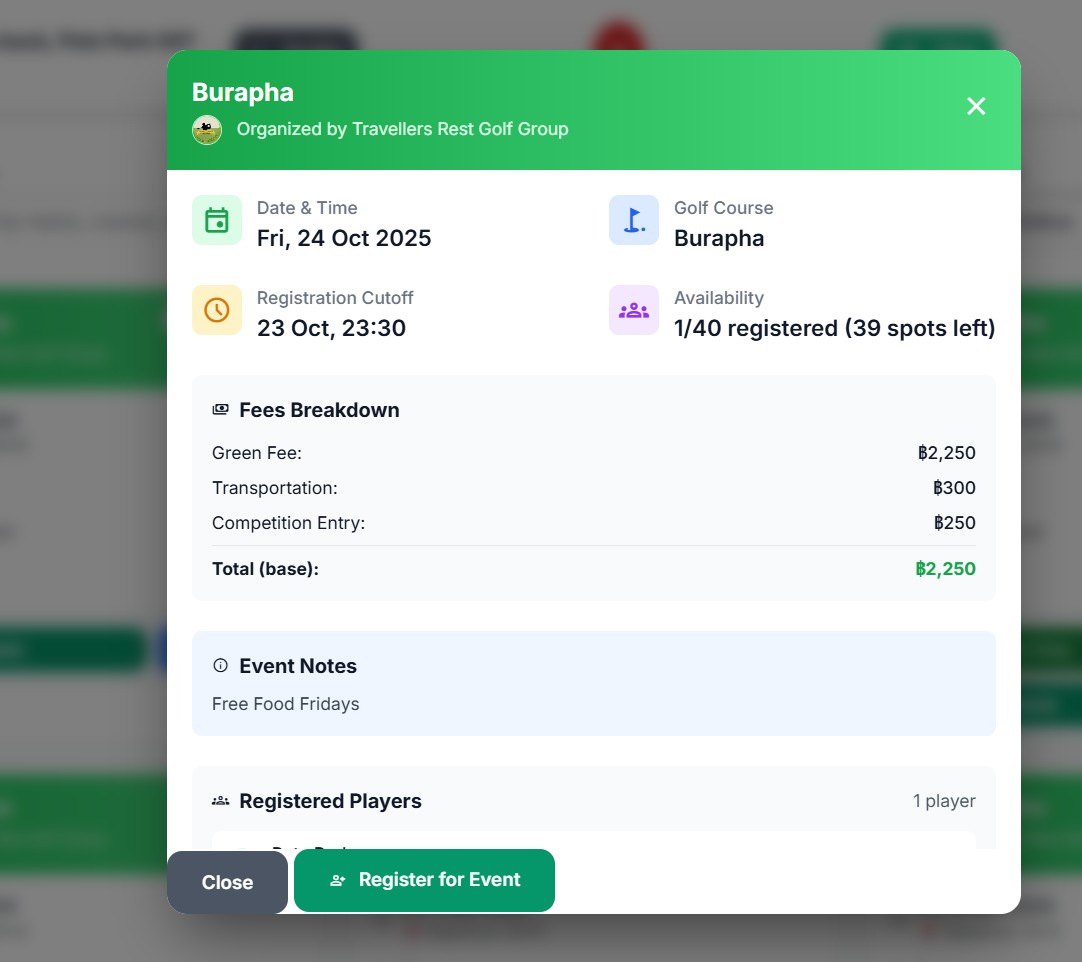 Burapha
Organized by Travellers Rest Golf Group
Date & Time
Fri, 24 Oct 2025
Golf Course
Burapha
Registration Cutoff
23 Oct, 23:30
Availability
1/40 registered (39 spots left)
Fees Breakdown
Green Fee: ฿2,250
Transportation: ฿300
Competition Entry: ฿250
Total (base): ฿2,250
Event Notes
Free Food Fridays
Registered Players 1 player
Close
Register for Event